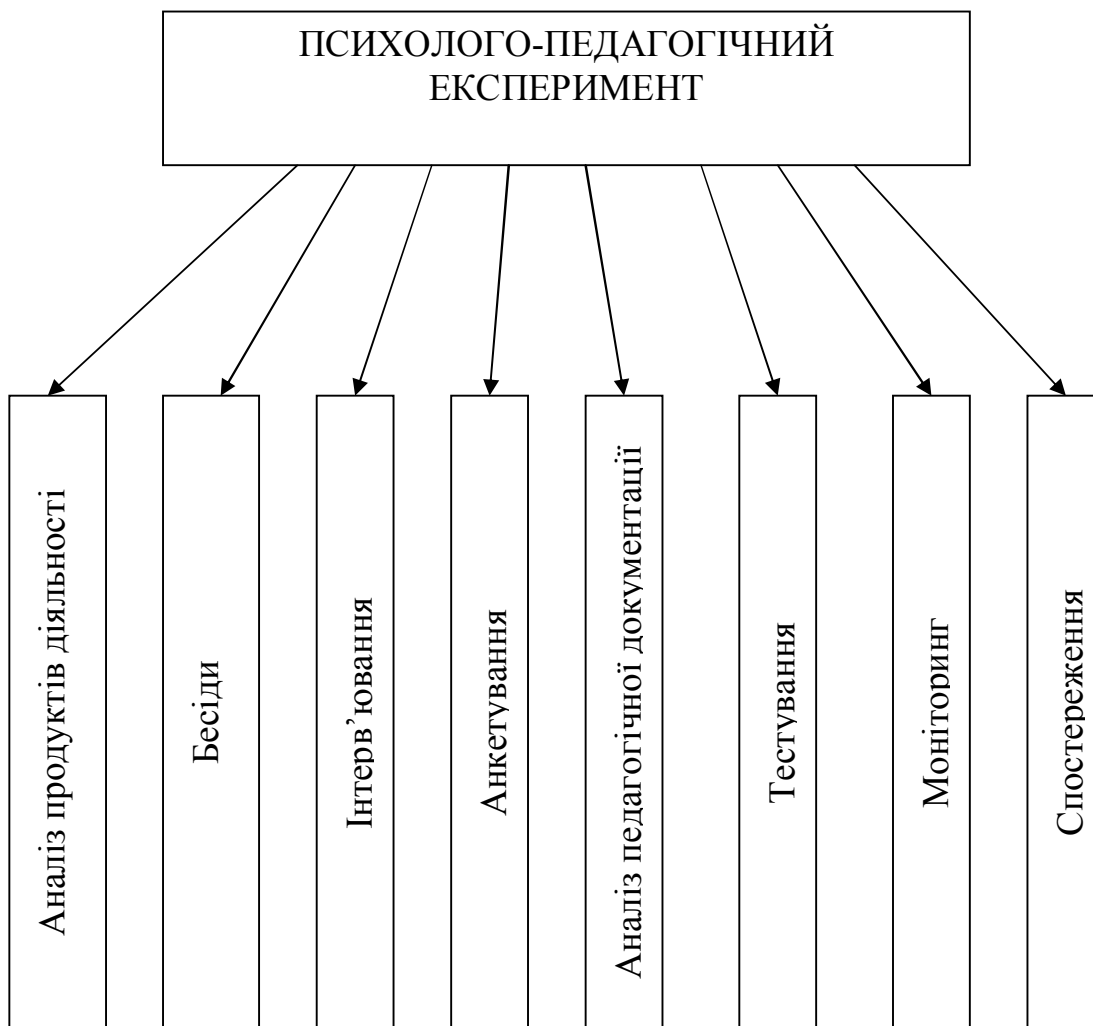 ПСИХОЛОГО-ПЕДАГОГІЧНИЙ
ЕКСПЕРИМЕНТ
Аналіз продуктів діяльності
Бесіди
Інтерв’ювання
Анкетування
Аналіз педагогічної документації
Тестування
Моніторинг
Спостереження